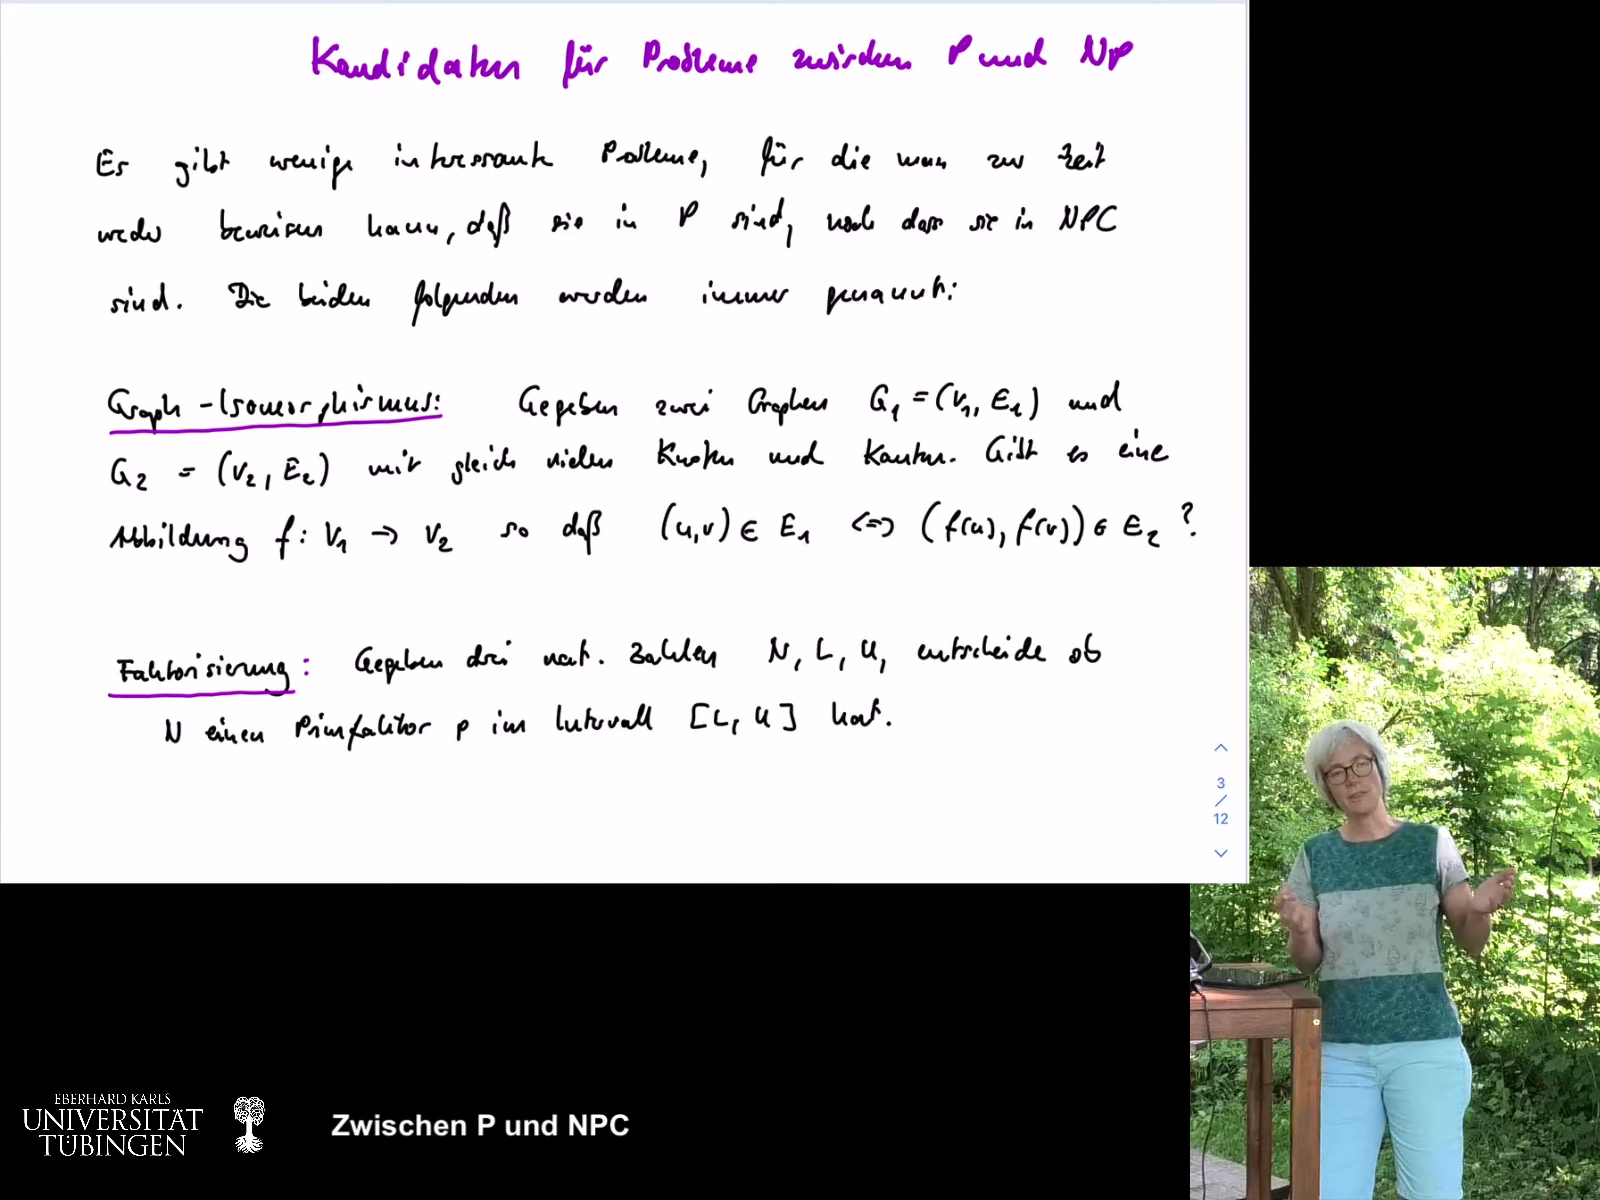 Kandidaten für Probleme zwischen P und NP
Es gibt wenige interessante Probleme, für die man zur Zeit
weder beweisen kann, daß sie in P sind, noch dass sie in NPC
sind. Die beiden folgenden werden immer genannt:
Graph-Isomorphismus: Gegeben zwei Graphen G₁ = (V₁, E₁) und
G₂ = (V₂, E₂) mit gleich vielen Knoten und Kanten. Gibt es eine
Abbildung f: V₁ → V₂ so daß (u,v) ∈ E₁ <=> (f(u), f(v)) ∈ E₂ ?
Faktorisierung: Gegeben drei nat. Zahlen N, L, U, entscheide ob
N einen Primfaktor p im Intervall [L, U] hat.
3
/
12
EBERHARD KARLS
UNIVERSITÄT
TÜBINGEN
Zwischen P und NPC